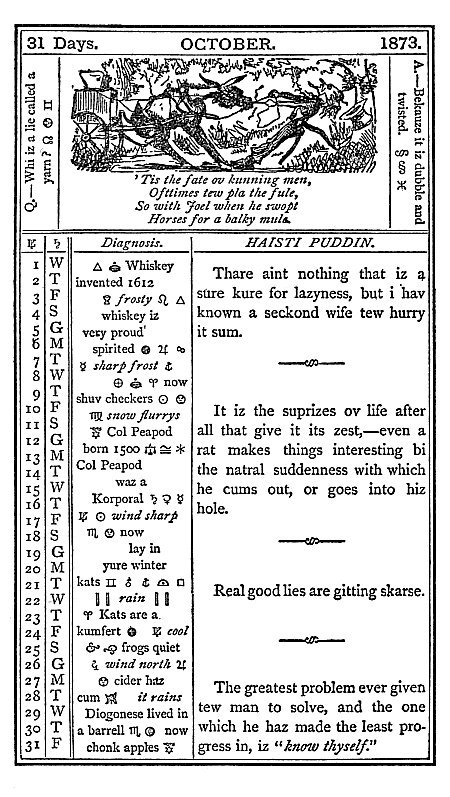 31 Days.
OCTOBER.
1873.
Q.—Whi iz a lie called a
yarn?
A.—Bekauze it iz dubble and
twisted.
'Tis the fate ov kunning men,
Ofttimes tew pla the fule,
So with Joel when he swopt
Horses for a balky mule.
Diagnosis.
HAISTI PUDDIN.
1 W
2 T
3 F
4 S
5 G
6 M
7 T
8 W
9 T
10 F
11 S
12 G
13 M
14 T
15 W
16 T
17 F
18 S
19 G
20 M
21 T
22 W
23 T
24 F
25 S
26 G
27 M
28 T
29 W
30 T
31 F
Whiskey
invented 1612
frosty
whiskey iz
very proud'
spirited
sharp frost
now
shuv checkers
snow flurrys
Col Peapod
born 1500
Col Peapod
waz a
Korporal
wind sharp
now
lay in
yure winter
kats
rain
Kats are a
kumfert cool
frogs quiet
wind north
cider haz
cum it rains
Diogonese lived in
a barrell now
chonk apples
Thare aint nothing that iz a
sure kure for lazyness, but i hav
known a seckond wife tew hurry
it sum.
It iz the suprizes ov life after
all that give it its zest,—even a
rat makes things interesting bi
the natral suddenness with which
he cums out, or goes into hiz
hole.
Real good lies are gitting skarse.
The greatest problem ever given
tew man to solve, and the one
which he haz made the least pro-
gress in, iz "know thyself."